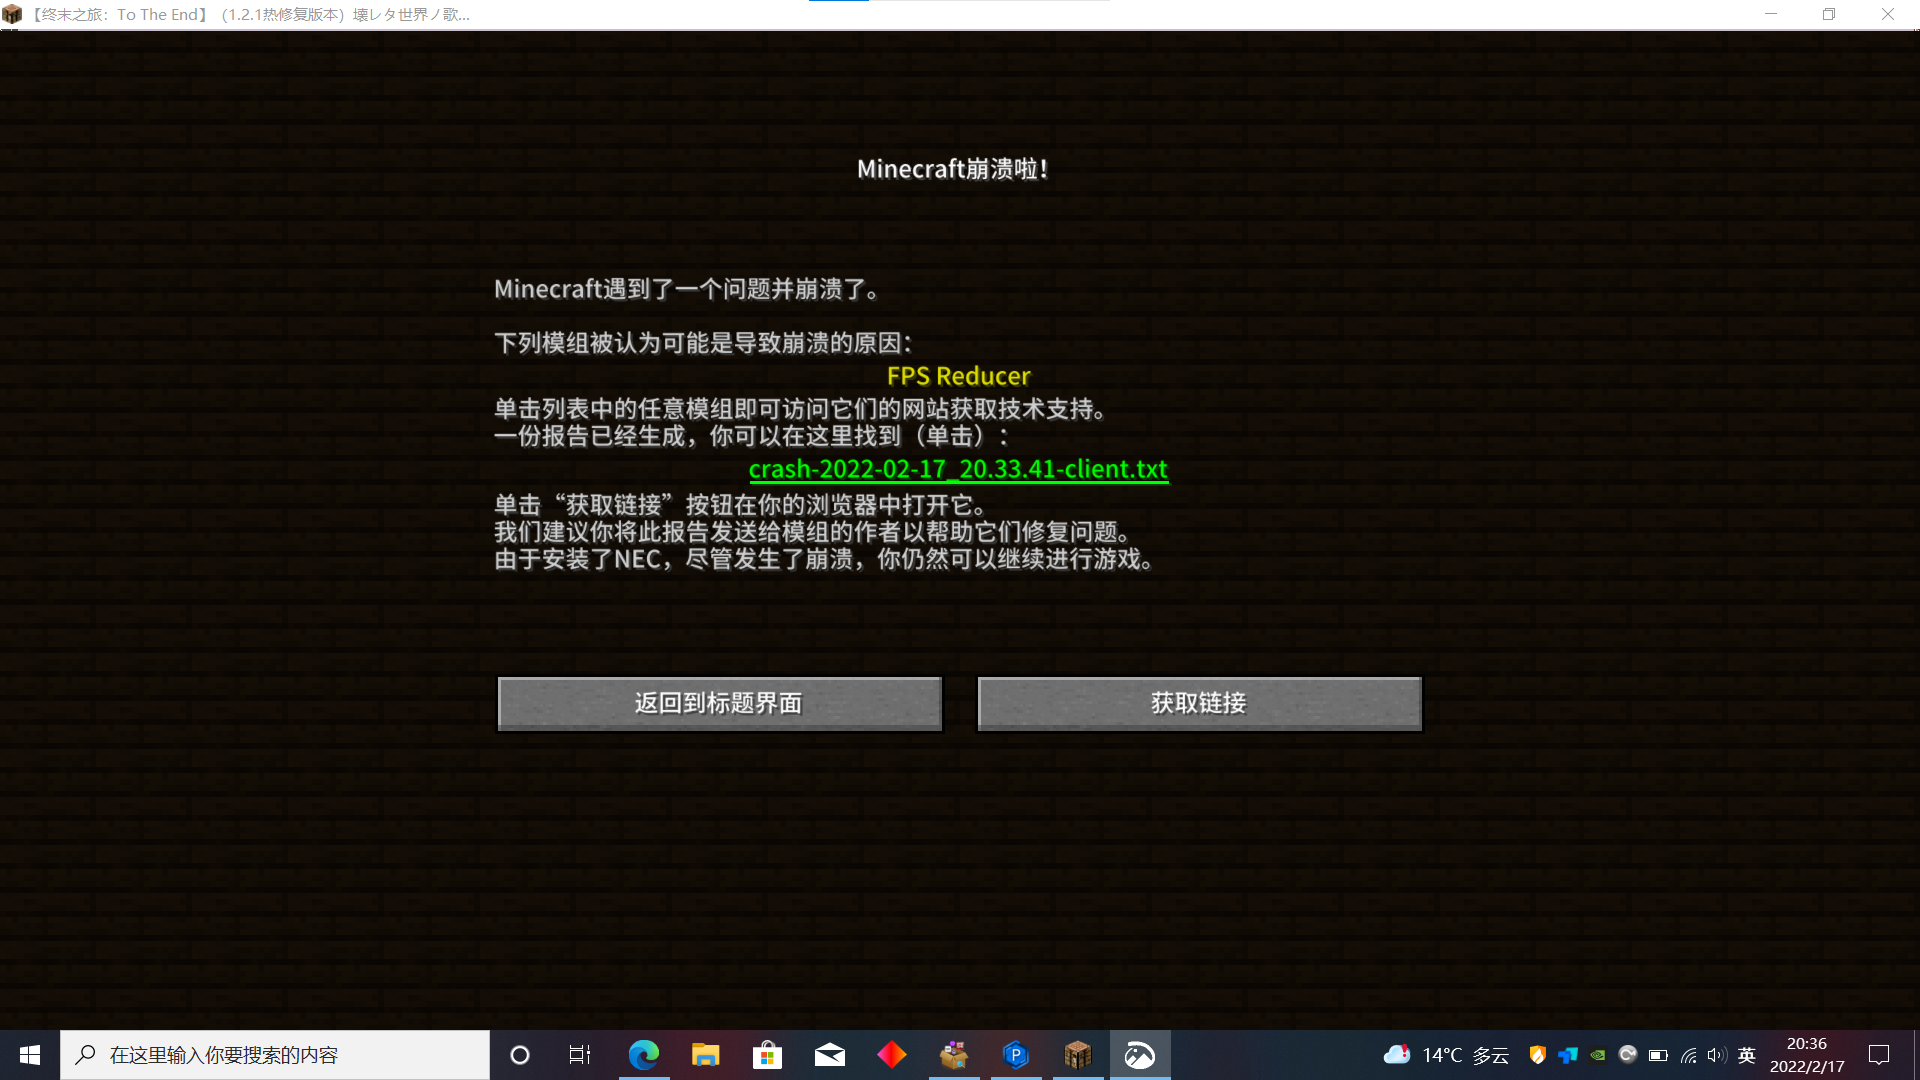 【终末之旅：To The End】（1.2.1热修复版本）壊レタ世界ノ歌...
Minecraft崩溃啦！
Minecraft遇到了一个问题并崩溃了。
下列模组被认为可能是导致崩溃的原因：
FPS Reducer
单击列表中的任意模组即可访问它们的网站获取技术支持。
一份报告已经生成，你可以在这里找到（单击）：
crash-2022-02-17_20.33.41-client.txt
单击“获取链接”按钮在你的浏览器中打开它。
我们建议你将此报告发送给模组的作者以帮助它们修复问题。
由于安装了NEC，尽管发生了崩溃，你仍然可以继续进行游戏。
返回到标题界面
获取链接
在这里输入你要搜索的内容
P
14°C 多云
英
20:36
2022/2/17